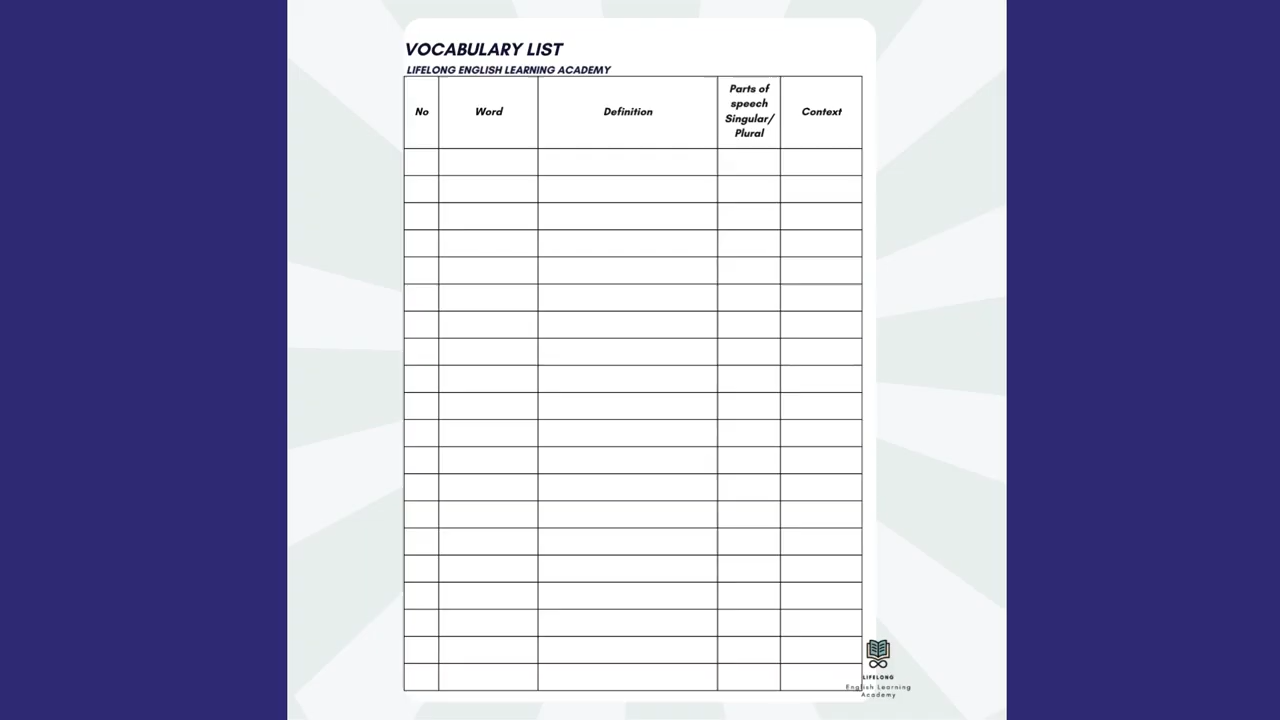 VOCABULARY LIST
LIFELONG ENGLISH LEARNING ACADEMY
No Word Definition Parts of speech Singular/ Plural Context
LIFELONG
English Learning
Academy